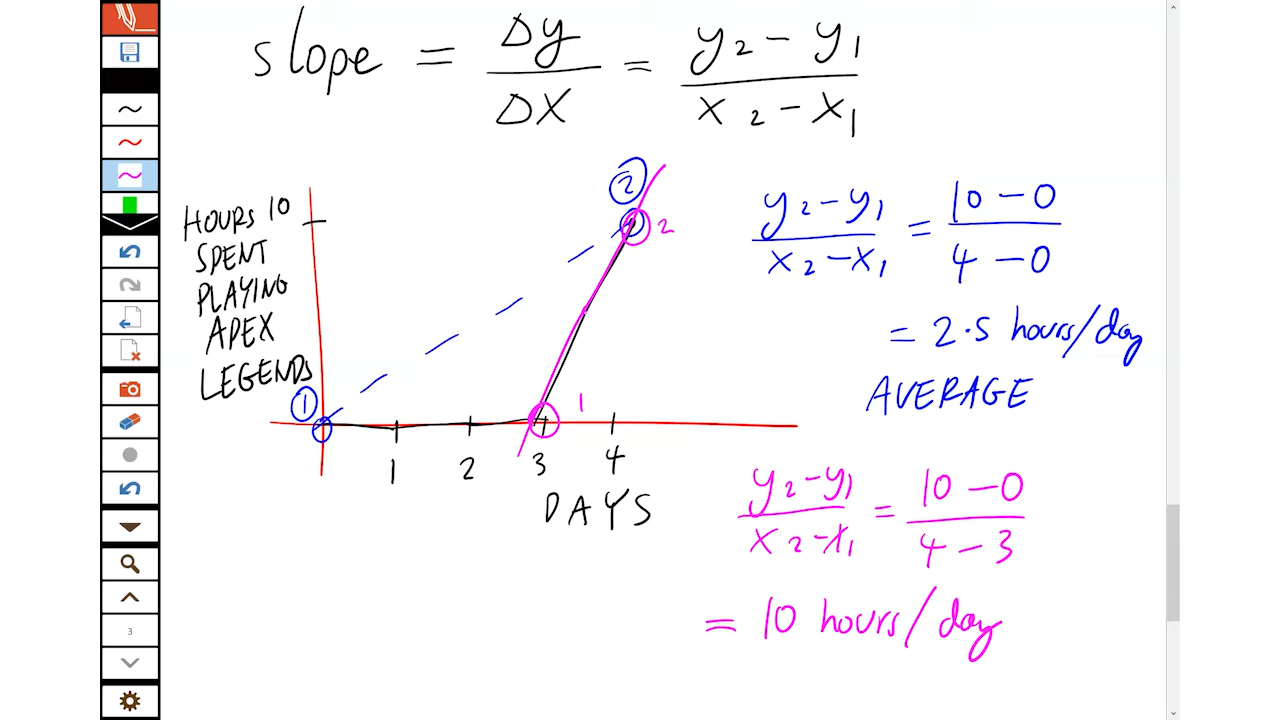 slope = Δy/Δx = y₂ - y₁ / x₂ - x₁
HOURS 10
SPENT
PLAYING
APEX
LEGENDS
① ②
1 2
1 2 3 4
DAYS
y₂-y₁ / x₂-x₁ = 10-0 / 4-0
= 2.5 hours/day
AVERAGE
y₂-y₁ / x₂-x₁ = 10-0 / 4-3
= 10 hours/day
3